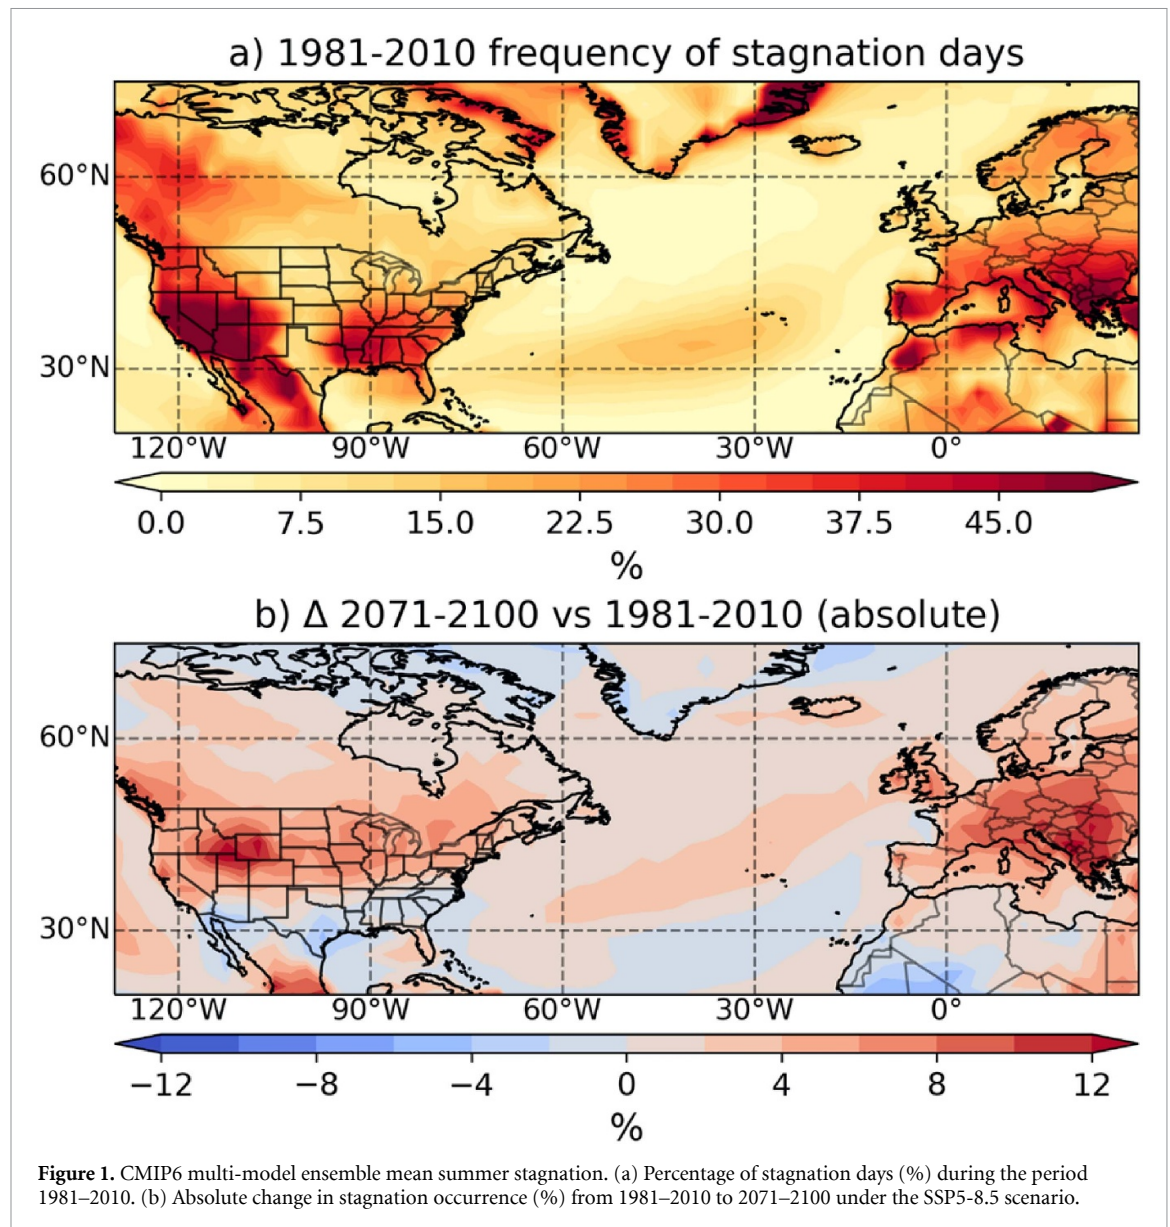 a) 1981-2010 frequency of stagnation days
60°N
30°N
120°W 90°W 60°W 30°W 0°
0.0 7.5 15.0 22.5 30.0 37.5 45.0
%
b) Δ 2071-2100 vs 1981-2010 (absolute)
60°N
30°N
120°W 90°W 60°W 30°W 0°
−12 −8 −4 0 4 8 12
%
Figure 1. CMIP6 multi-model ensemble mean summer stagnation. (a) Percentage of stagnation days (%) during the period
1981–2010. (b) Absolute change in stagnation occurrence (%) from 1981–2010 to 2071–2100 under the SSP5-8.5 scenario.